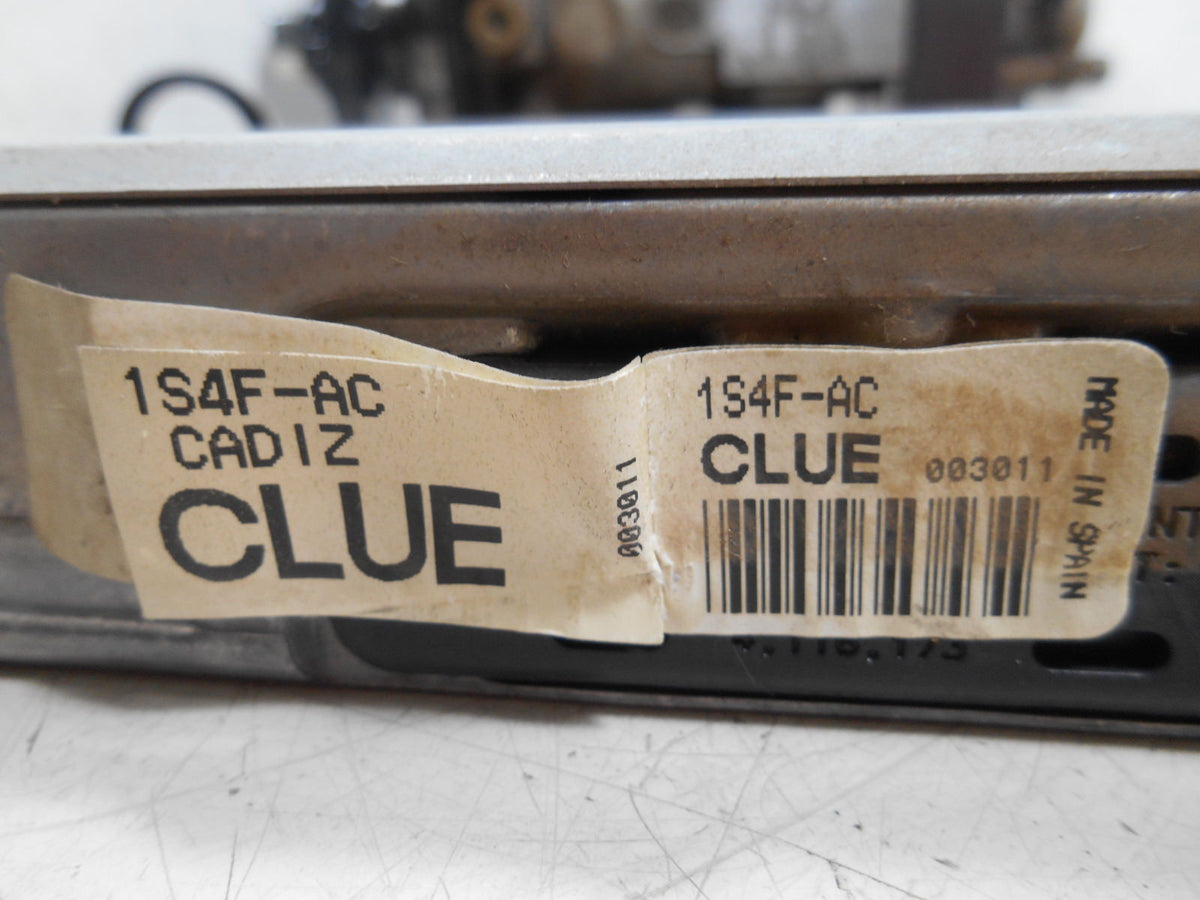 1S4F-AC
CADIZ
CLUE
003011
1S4F-AC
CLUE 003011
MADE IN SPAIN